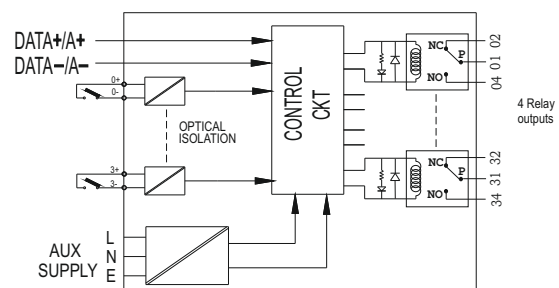 DATA+/A+
DATA−/A−
0+
0-
OPTICAL
ISOLATION
3+
3-
AUX
SUPPLY
L
N
E
CONTROL
CKT
NC
P
NO
02
01
04
4 Relay
outputs
NC
P
NO
32
31
34